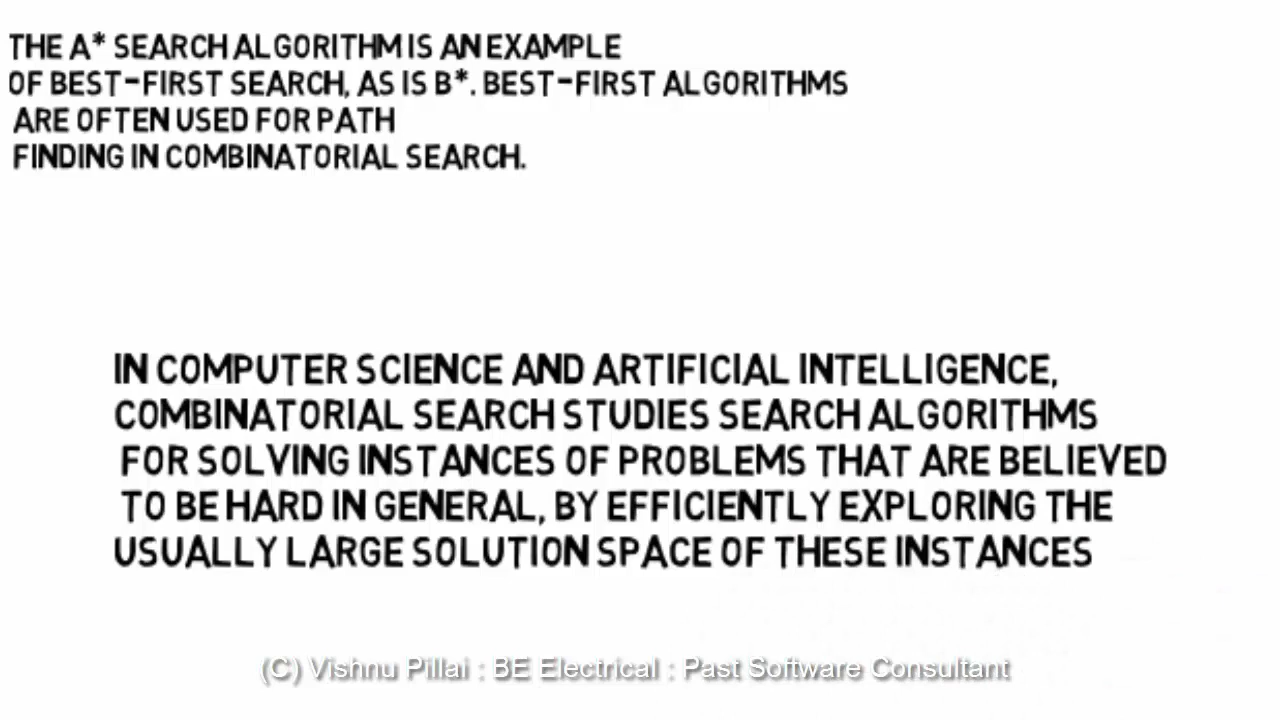 THE A* SEARCH ALGORITHM IS AN EXAMPLE
OF BEST-FIRST SEARCH, AS IS B*. BEST-FIRST ALGORITHMS
ARE OFTEN USED FOR PATH
FINDING IN COMBINATORIAL SEARCH.
IN COMPUTER SCIENCE AND ARTIFICIAL INTELLIGENCE,
COMBINATORIAL SEARCH STUDIES SEARCH ALGORITHMS
FOR SOLVING INSTANCES OF PROBLEMS THAT ARE BELIEVED
TO BE HARD IN GENERAL, BY EFFICIENTLY EXPLORING THE
USUALLY LARGE SOLUTION SPACE OF THESE INSTANCES
(C) Vishnu Pillai : BE Electrical : Past Software Consultant